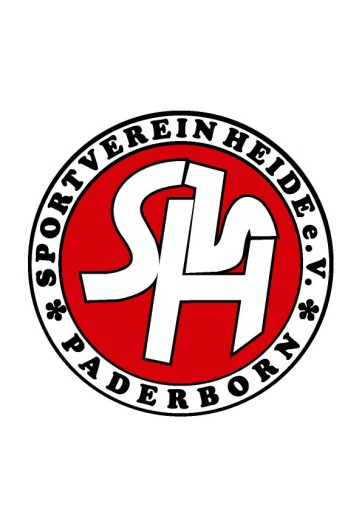 SPORTVEREIN HEIDE e.V.
SVH
PADERBORN